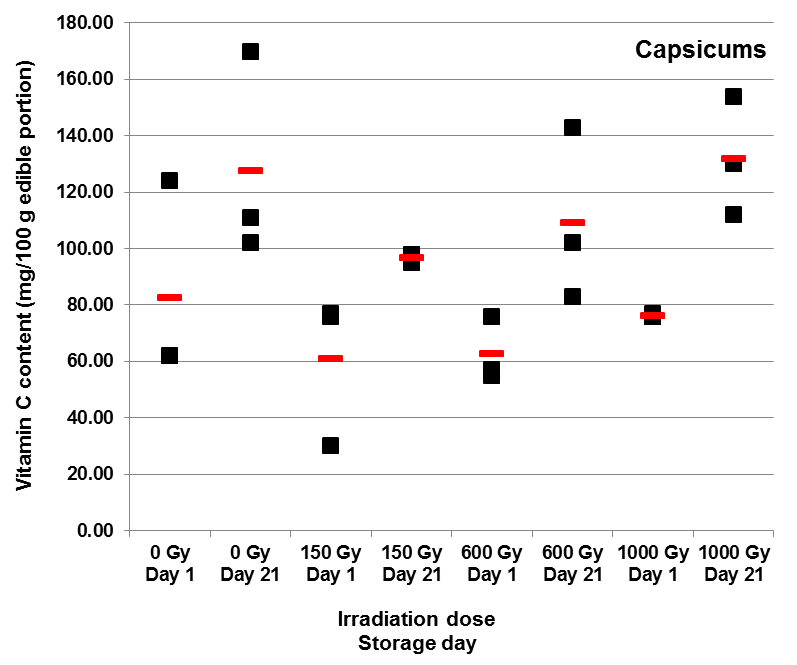 Capsicums
Vitamin C content (mg/100 g edible portion)
180.00
160.00
140.00
120.00
100.00
80.00
60.00
40.00
20.00
0.00
0 Gy
Day 1
0 Gy
Day 21
150 Gy
Day 1
150 Gy
Day 21
600 Gy
Day 1
600 Gy
Day 21
1000 Gy
Day 1
1000 Gy
Day 21
Irradiation dose
Storage day